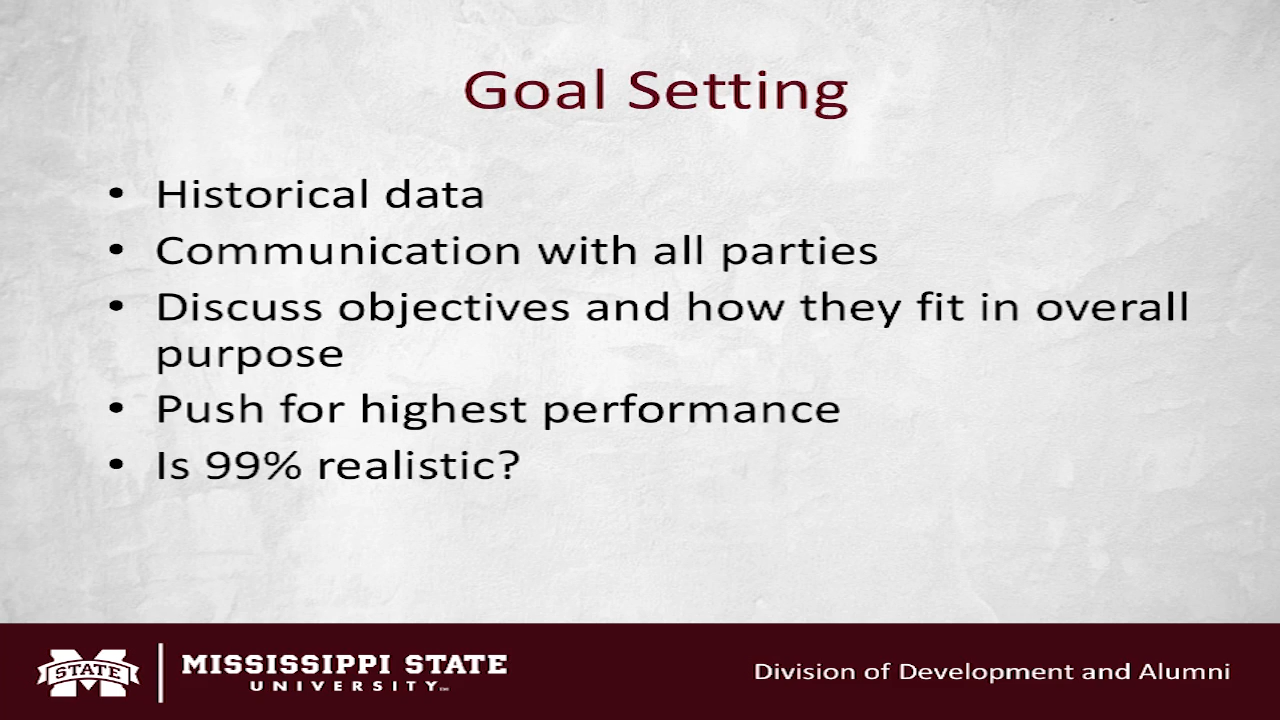 Goal Setting
• Historical data
• Communication with all parties
• Discuss objectives and how they fit in overall
purpose
• Push for highest performance
• Is 99% realistic?
STATE
MISSISSIPPI STATE
UNIVERSITY™
Division of Development and Alumni